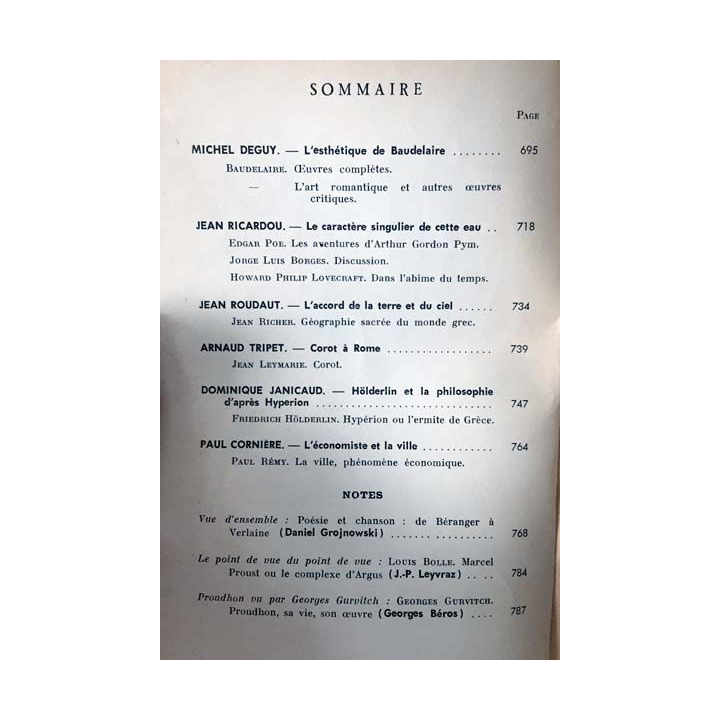 SOMMAIRE
PAGE
MICHEL DEGUY. — L'esthétique de Baudelaire ........ 695
BAUDELAIRE. Œuvres complètes.
— L'art romantique et autres œuvres
critiques.
JEAN RICARDOU. — Le caractère singulier de cette eau .. 718
EDGAR POE. Les aventures d'Arthur Gordon Pym.
JORGE LUIS BORGES. Discussion.
HOWARD PHILIP LOVECRAFT. Dans l'abîme du temps.
JEAN ROUDAUT. — L'accord de la terre et du ciel ...... 734
JEAN RICHER. Géographie sacrée du monde grec.
ARNAUD TRIPET. — Corot à Rome .................. 739
JEAN LEYMARIE. Corot.
DOMINIQUE JANICAUD. — Hölderlin et la philosophie
d'après Hyperion .............................. 747
FRIEDRICH HÖLDERLIN. Hypérion ou l'ermite de Grèce.
PAUL CORNIÈRE. — L'économiste et la ville ............ 764
PAUL RÉMY. La ville, phénomène économique.
NOTES
Vue d'ensemble : Poésie et chanson : de Béranger à
Verlaine (Daniel Grojnowski) ....... ........... 768
Le point de vue du point de vue : LOUIS BOLLE. Marcel
Proust ou le complexe d'Argus (J.-P. Leyvraz) .. .. 784
Proudhon vu par Georges Gurvitch : GEORGES GURVITCH.
Proudhon, sa vie, son œuvre (Georges Béros) .... 787